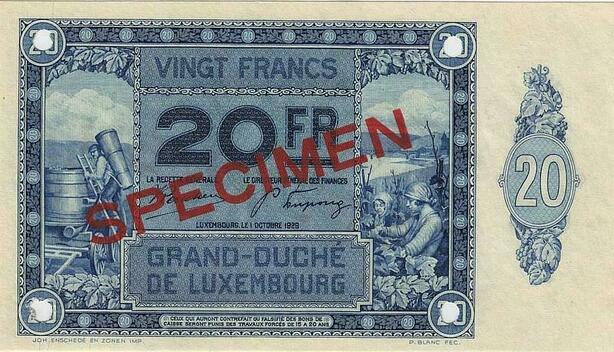 VINGT FRANCS
20 FR
SPECIMEN
LA RECETTE GÉNÉRALE LE DIRECTEUR GÉNÉRAL DES FINANCES
LUXEMBOURG, LE 1 OCTOBRE 1929
GRAND-DUCHÉ
DE LUXEMBOURG
20
CEUX QUI AURONT CONTREFAIT OU FALSIFIÉ DES BONS DE
CAISSE SERONT PUNIS DES TRAVAUX FORCÉS DE 15 À 20 ANS
JOH. ENSCHEDÉ EN ZONEN IMP.
P. BLANC FEC.